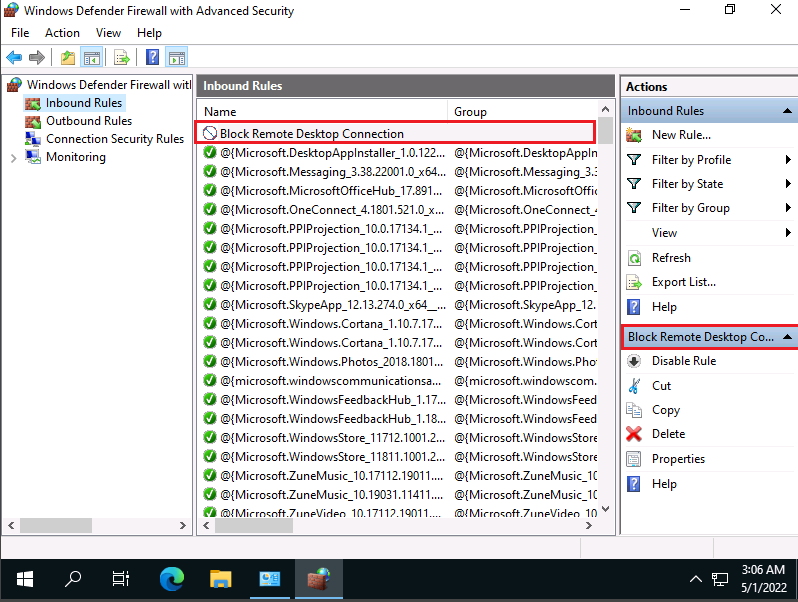 Windows Defender Firewall with Advanced Security
File Action View Help
Windows Defender Firewall witl
Inbound Rules
Outbound Rules
Connection Security Rules
Monitoring
Inbound Rules
Name Group
Block Remote Desktop Connection
@{Microsoft.DesktopAppInstaller_1.0.122... @{Microsoft.DesktopAppIn
@{Microsoft.Messaging_3.38.22001.0_x64... @{Microsoft.Messaging_3.3
@{Microsoft.MicrosoftOfficeHub_17.891... @{Microsoft.MicrosoftOffic
@{Microsoft.OneConnect_4.1801.521.0_x... @{Microsoft.OneConnect_4
@{Microsoft.PPIProjection_10.0.17134.1_... @{Microsoft.PPIProjection_
@{Microsoft.PPIProjection_10.0.17134.1_... @{Microsoft.PPIProjection_
@{Microsoft.PPIProjection_10.0.17134.1_... @{Microsoft.PPIProjection_
@{Microsoft.PPIProjection_10.0.17134.1_... @{Microsoft.PPIProjection_
@{Microsoft.SkypeApp_12.13.274.0_x64__... @{Microsoft.SkypeApp_12.
@{Microsoft.Windows.Cortana_1.10.7.17... @{Microsoft.Windows.Cort
@{Microsoft.Windows.Cortana_1.10.7.17... @{Microsoft.Windows.Cort
@{Microsoft.Windows.Photos_2018.1801... @{Microsoft.Windows.Pho
@{microsoft.windowscommunicationsa... @{microsoft.windowscom.
@{Microsoft.WindowsFeedbackHub_1.17... @{Microsoft.WindowsFeed
@{Microsoft.WindowsFeedbackHub_1.18... @{Microsoft.WindowsFeed
@{Microsoft.WindowsStore_11712.1001.2... @{Microsoft.WindowsStore
@{Microsoft.WindowsStore_11811.1001.2... @{Microsoft.WindowsStore
@{Microsoft.ZuneMusic_10.17112.19011.... @{Microsoft.ZuneMusic_10
@{Microsoft.ZuneMusic_10.19031.11411.... @{Microsoft.ZuneMusic_10
@{Microsoft.ZuneVideo_10.17112.19011.... @{Microsoft.ZuneVideo_10
Actions
Inbound Rules
New Rule...
Filter by Profile
Filter by State
Filter by Group
View
Refresh
Export List...
Help
Block Remote Desktop Co...
Disable Rule
Cut
Copy
Delete
Properties
Help
3:06 AM
5/1/2022